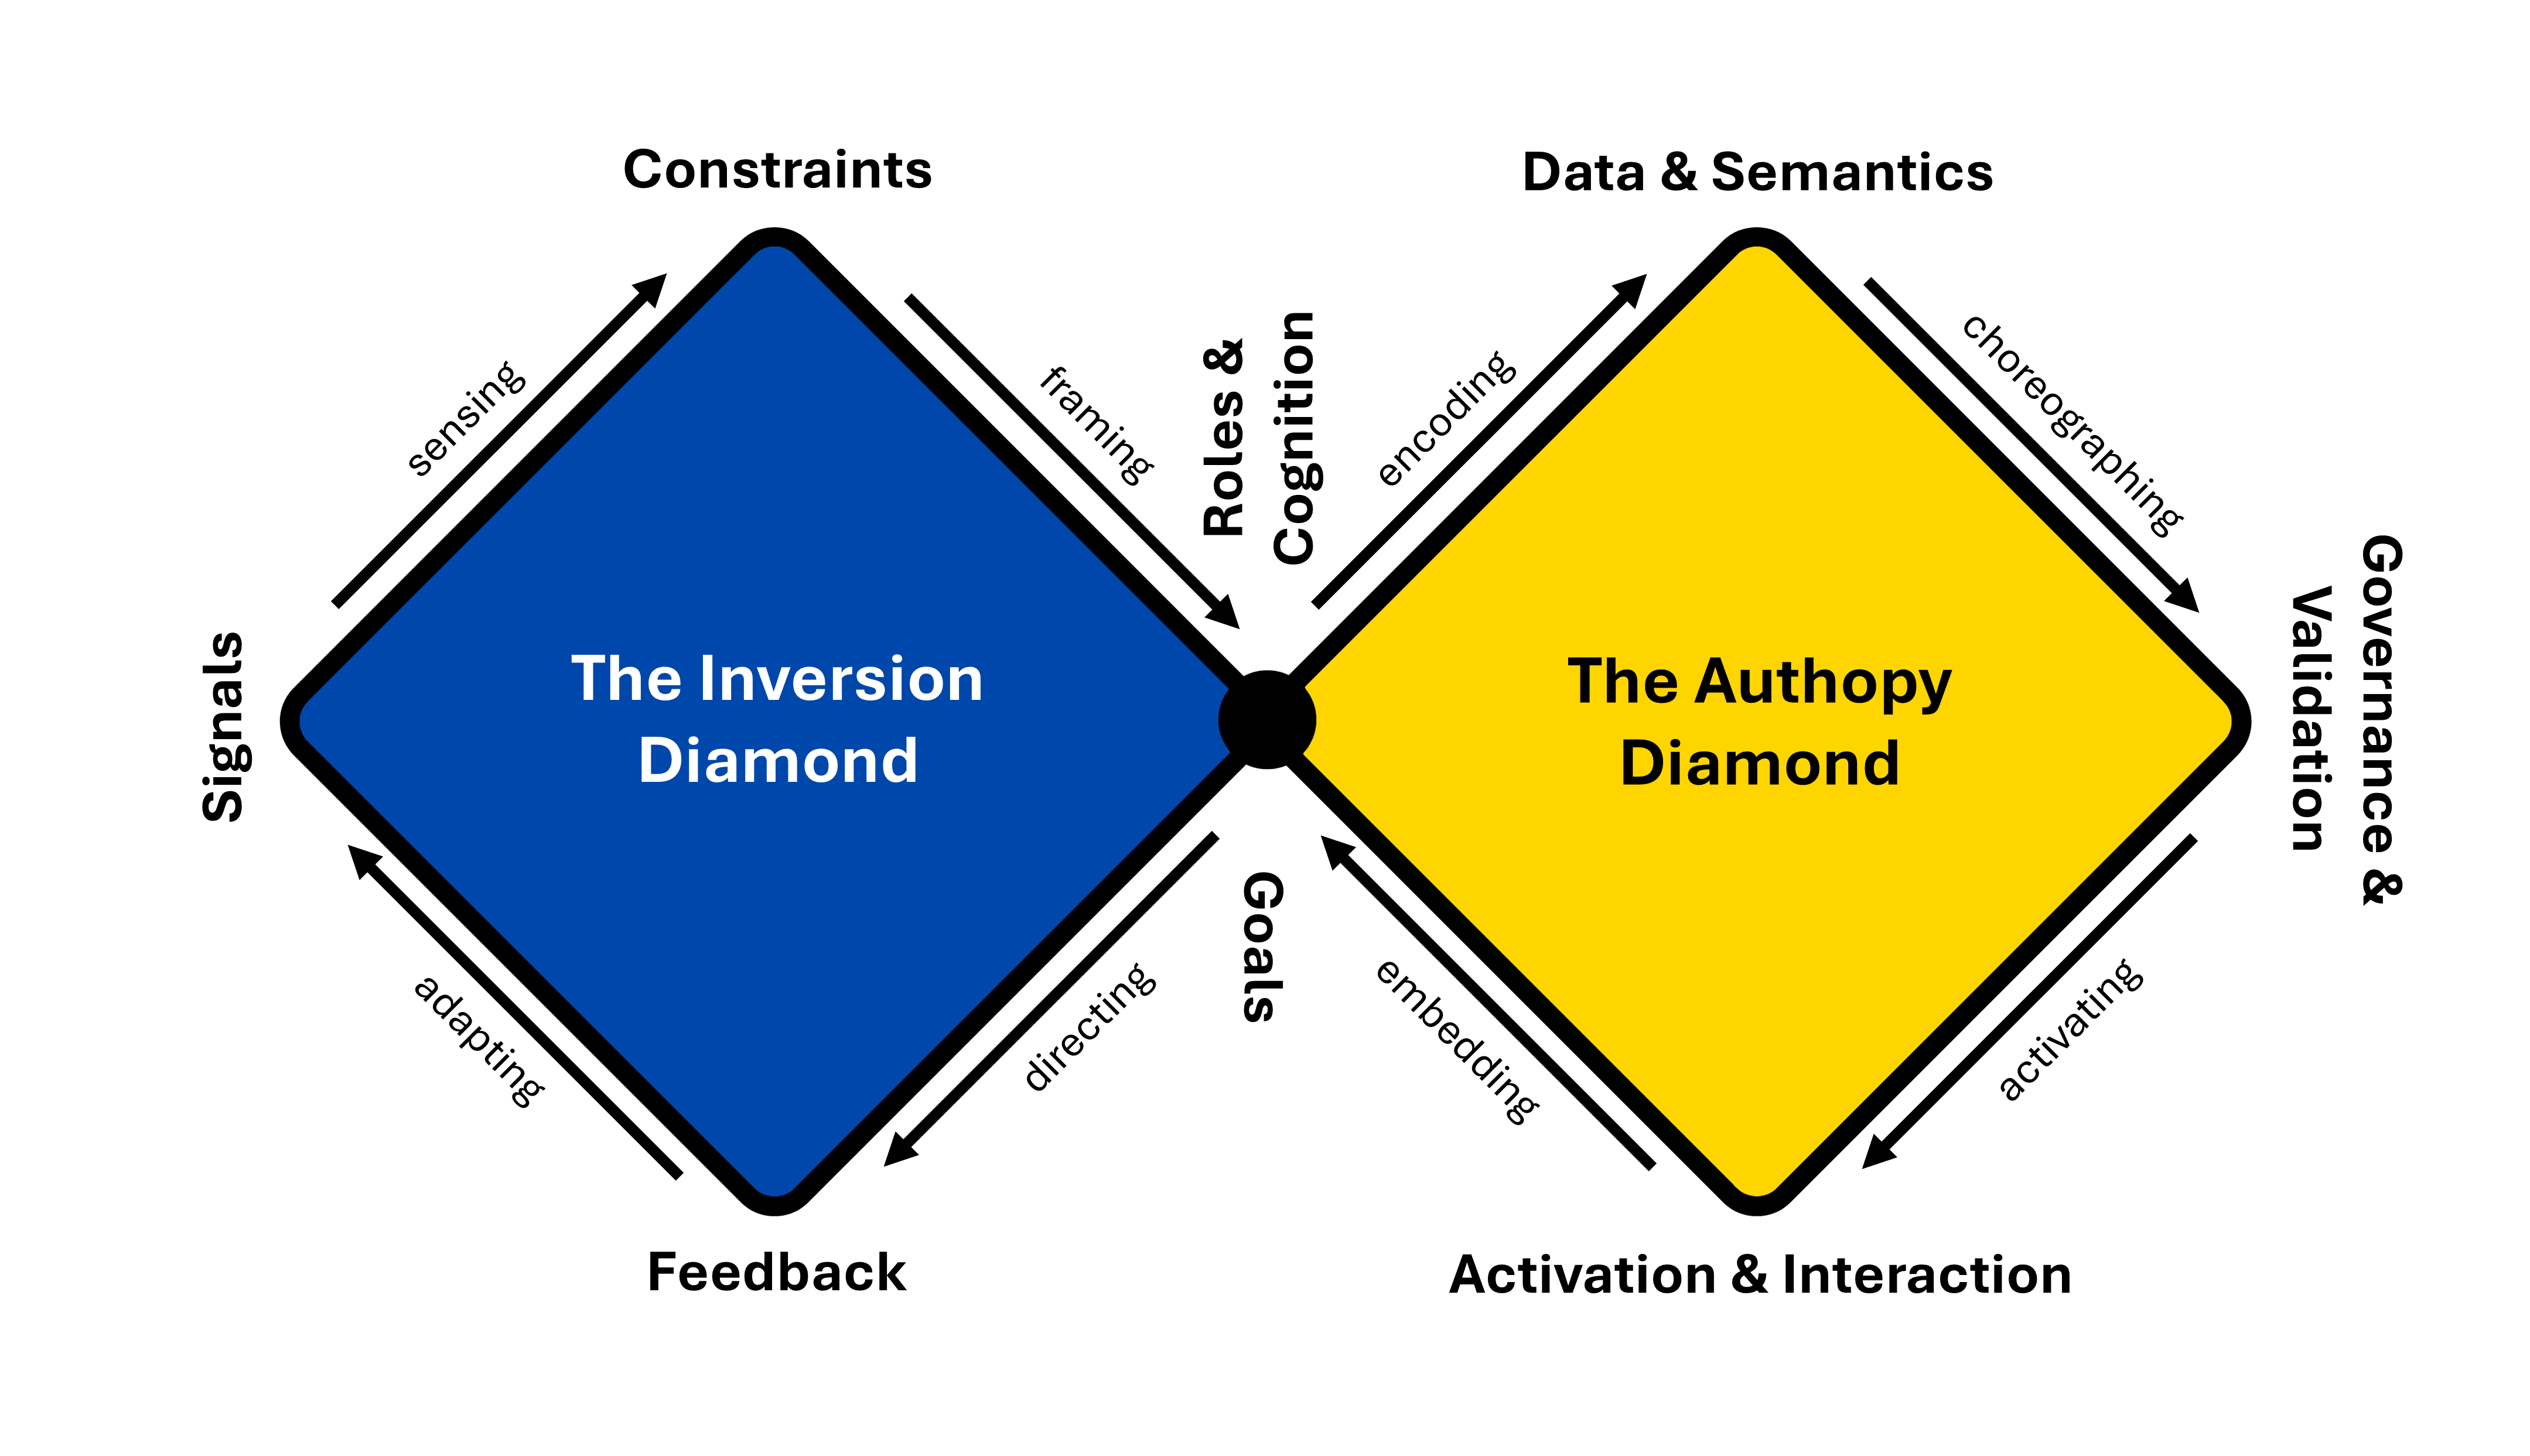 Constraints
Data & Semantics
sensing
framing
Roles &
Cognition
encoding
choreographing
Signals
The Inversion
Diamond
The Authopy
Diamond
Governance &
Validation
adapting
directing
Goals
embedding
activating
Feedback
Activation & Interaction